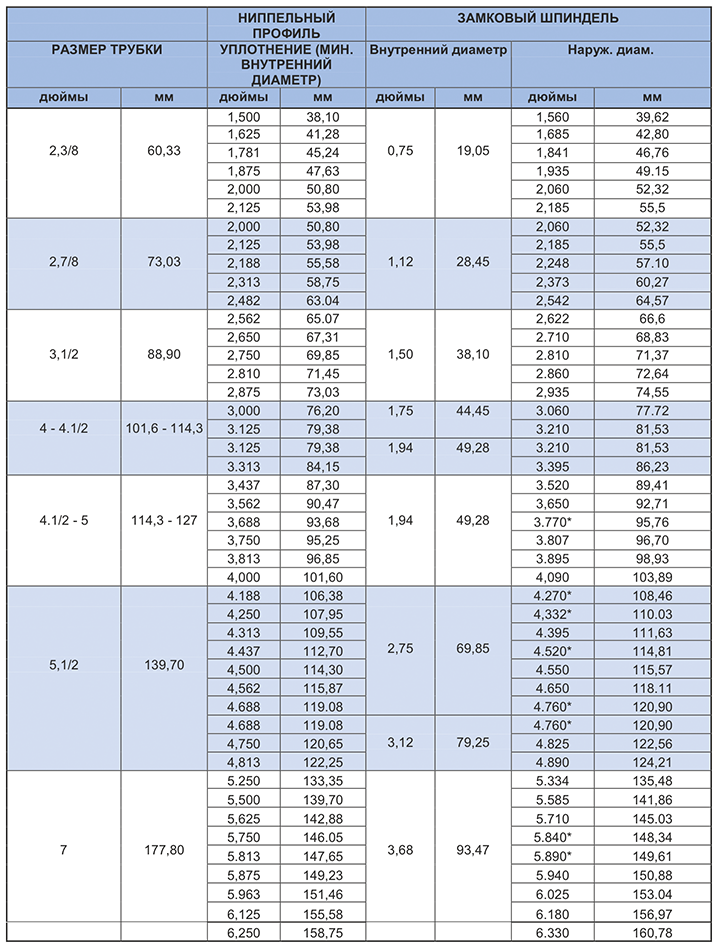 НИППЕЛЬНЫЙ ПРОФИЛЬ ЗАМКОВЫЙ ШПИНДЕЛЬ
РАЗМЕР ТРУБКИ УПЛОТНЕНИЕ (МИН. ВНУТРЕННИЙ ДИАМЕТР) Внутренний диаметр Наруж. диам.
дюймы мм дюймы мм дюймы мм дюймы мм
1,500 38,10 1,560 39,62
1,625 41,28 1,685 42,80
2,3/8 60,33 1,781 45,24 0,75 19,05 1,841 46,76
1,875 47,63 1,935 49.15
2,000 50,80 2,060 52,32
2,125 53,98 2,185 55,5
2,000 50,80 2,060 52,32
2,125 53,98 2,185 55,5
2,7/8 73,03 2,188 55,58 1,12 28,45 2,248 57.10
2,313 58,75 2,373 60,27
2,482 63.04 2,542 64,57
2,562 65.07 2,622 66,6
2,650 67,31 2.710 68,83
3,1/2 88,90 2,750 69,85 1,50 38,10 2.810 71,37
2.810 71,45 2.860 72,64
2,875 73,03 2,935 74,55
3,000 76,20 1,75 44,45 3.060 77.72
4 - 4.1/2 101,6 - 114,3 3.125 79,38 3.210 81,53
3.125 79,38 1,94 49,28 3.210 81,53
3.313 84,15 3.395 86,23
3,437 87,30 3.520 89,41
3,562 90,47 3,650 92,71
4.1/2 - 5 114,3 - 127 3,688 93,68 1,94 49,28 3.770* 95,76
3,750 95,25 3.807 96,70
3,813 96,85 3.895 98,93
4,000 101,60 4,090 103,89
4.188 106,38 4.270* 108,46
4,250 107,95 4,332* 110.03
4.313 109,55 4.395 111,63
4.437 112,70 2,75 69,85 4.520* 114,81
5,1/2 139,70 4,500 114,30 4.550 115,57
4,562 115,87 4.650 118.11
4.688 119.08 4.760* 120,90
4.688 119.08 4.760* 120,90
4,750 120,65 3,12 79,25 4.825 122,56
4,813 122,25 4.890 124,21
5.250 133,35 5.334 135,48
5,500 139,70 5.585 141,86
5,625 142,88 5.710 145.03
5,750 146.05 5.840* 148,34
7 177,80 5.813 147,65 3,68 93,47 5.890* 149,61
5,875 149,23 5.940 150,88
5.963 151,46 6.025 153.04
6,125 155,58 6.180 156,97
6,250 158,75 6.330 160,78